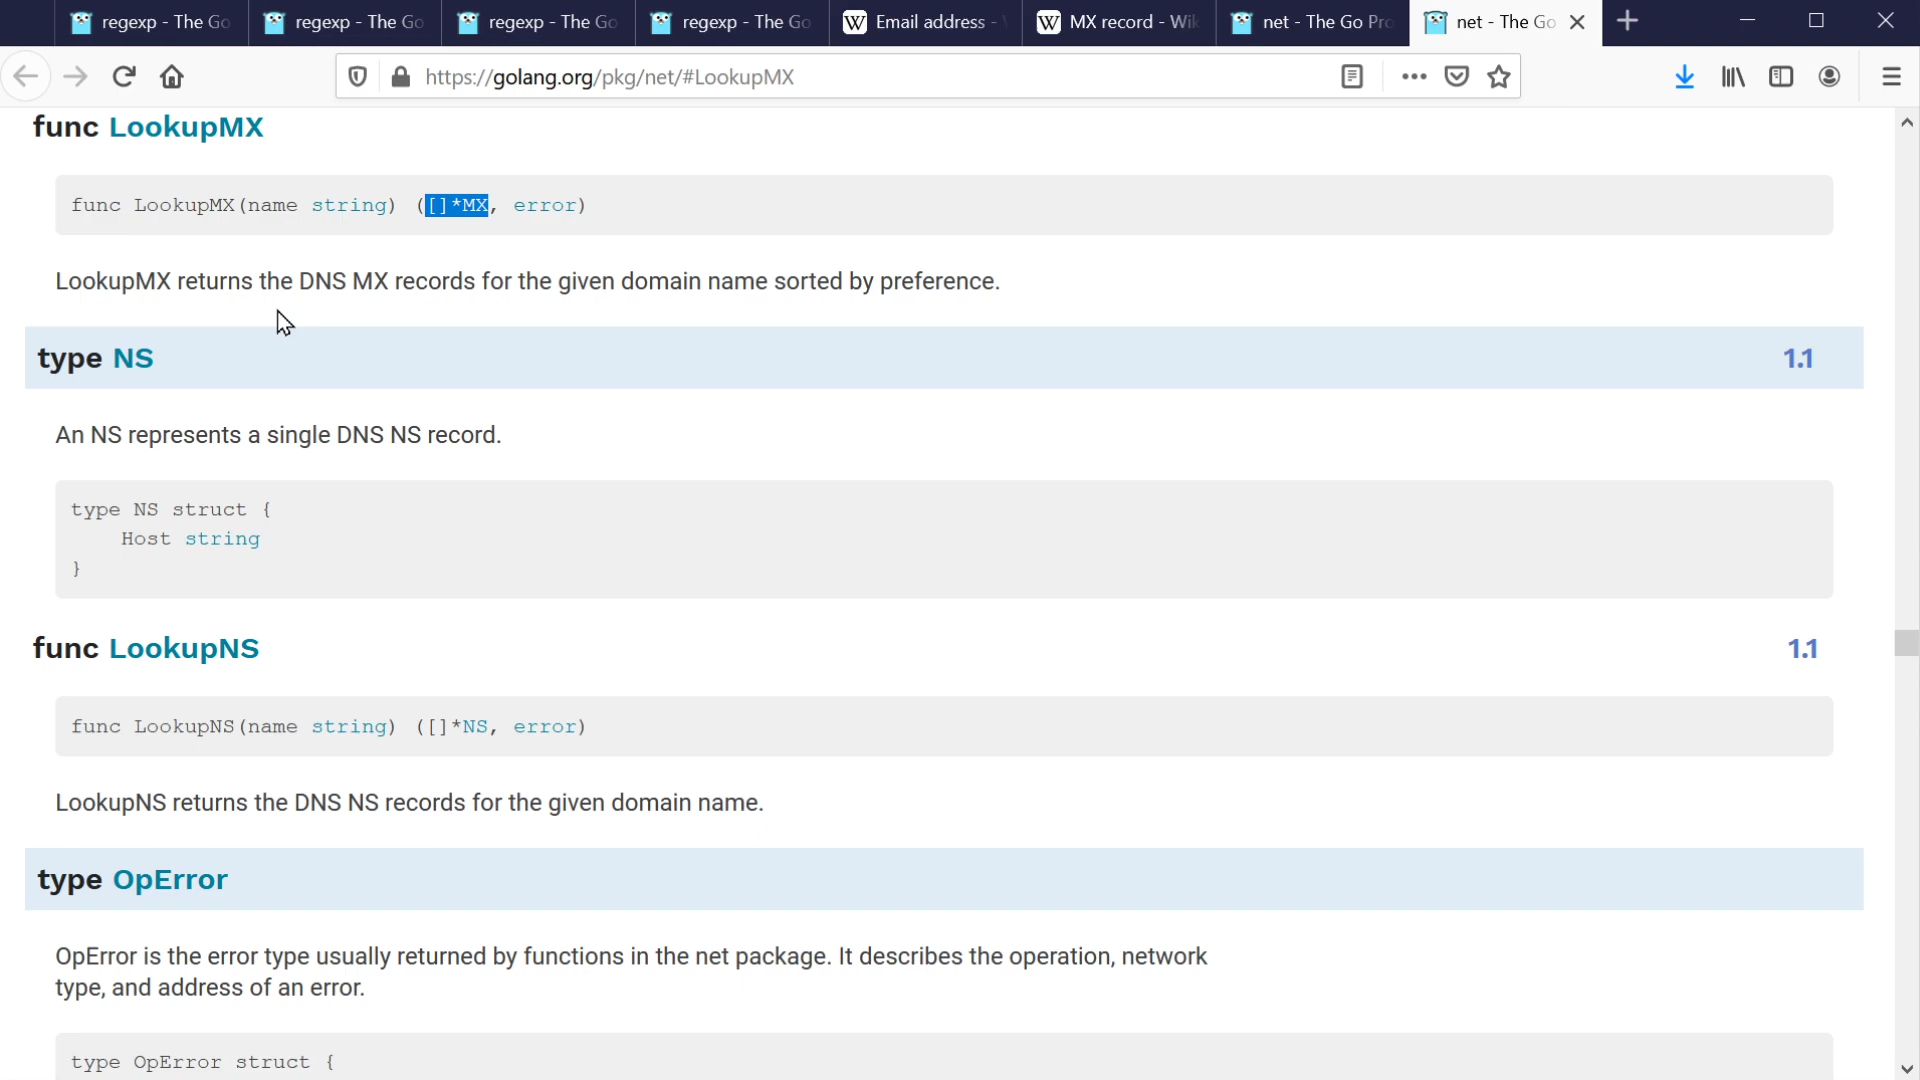 regexp - The Go
regexp - The Go
regexp - The Go
regexp - The Go
Email address -
MX record - Wik
net - The Go Pro
net - The Go
https://golang.org/pkg/net/#LookupMX
func LookupMX
func LookupMX(name string) ([]*MX, error)
LookupMX returns the DNS MX records for the given domain name sorted by preference.
type NS 1.1
An NS represents a single DNS NS record.
type NS struct {
Host string
}
func LookupNS 1.1
func LookupNS(name string) ([]*NS, error)
LookupNS returns the DNS NS records for the given domain name.
type OpError
OpError is the error type usually returned by functions in the net package. It describes the operation, network
type, and address of an error.
type OpError struct {